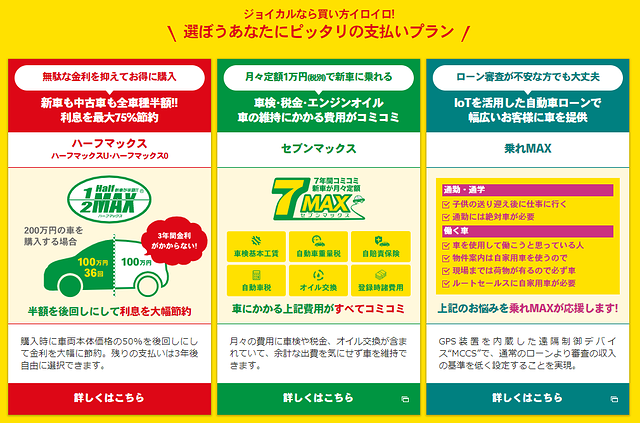 ジョイカルなら買い方イロイロ!
選ぼうあなたにピッタリの支払いプラン
無駄な金利を抑えてお得に購入
新車も中古車も全車種半額!!
利息を最大75%節約
ハーフマックス
ハーフマックスU・ハーフマックス0
1/2 Half MAX
ハーフマックス
200万円の車を
購入する場合
3年間金利
がかからない!
100万円
36回
100万円
半額を後回しにして利息を大幅節約
購入時に車両本体価格の50%を後回しにし
て金利を大幅に節約。残りの支払いは3年後
自由に選択できます。
詳しくはこちら
月々定額1万円(税別)で新車に乗れる
車検・税金・エンジンオイル
車の維持にかかる費用がコミコミ
セブンマックス
7年間コミコミ
新車が月々定額
7MAX
セブンマックス
車検基本工賃
自動車重量税
自賠責保険
自動車税
オイル交換
登録時諸費用
車にかかる上記費用がすべてコミコミ
月々の費用に車検や税金、オイル交換が含ま
れていて、余計な出費を気にせず車を維持で
きます。
詳しくはこちら
ローン審査が不安な方でも大丈夫
IoTを活用した自動車ローンで
幅広いお客様に車を提供
乗れMAX
通勤・通学
子供の送り迎え後に仕事に行く
通勤には絶対車が必要
働く車
車を使用して働こうと思っている人
物件案内は自家用車を使うので
現場までは荷物が有るので必ず車
ルートセールスに自家用車が必要
上記のお悩みを乗れMAXが応援します!
GPS装置を内蔵した遠隔制御デバイ
ス“MCCS”で、通常のローンより審査の収入
の基準を低く設定することを実現。
詳しくはこちら